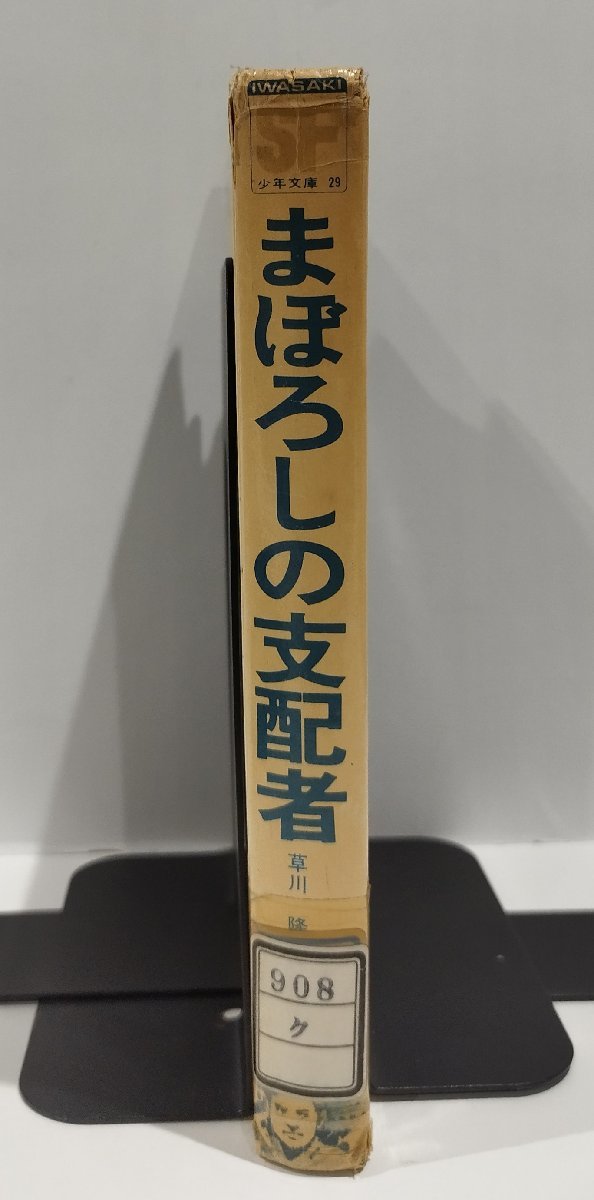 IWASAKI
SF
少年文庫 29
まぼろしの支配者
草川 隆
908
ク